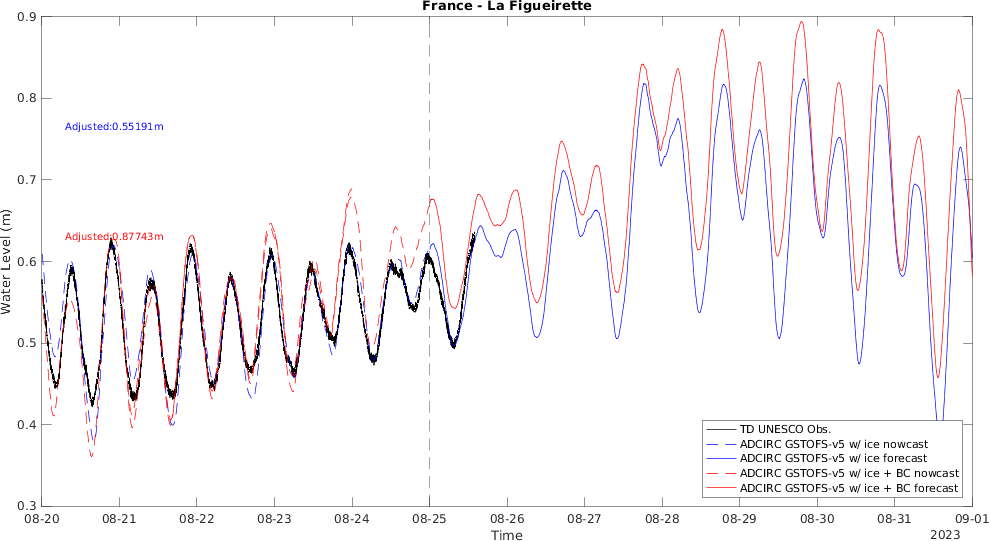 France - La Figueirette
0.9
0.8
0.7
0.6
0.5
0.4
0.3
Water Level (m)
Adjusted:0.55191m
Adjusted:0.87743m
TD UNESCO Obs.
ADCIRC GSTOFS-v5 w/ ice nowcast
ADCIRC GSTOFS-v5 w/ ice forecast
ADCIRC GSTOFS-v5 w/ ice + BC nowcast
ADCIRC GSTOFS-v5 w/ ice + BC forecast
08-20 08-21 08-22 08-23 08-24 08-25 08-26 08-27 08-28 08-29 08-30 08-31 09-01
Time
2023